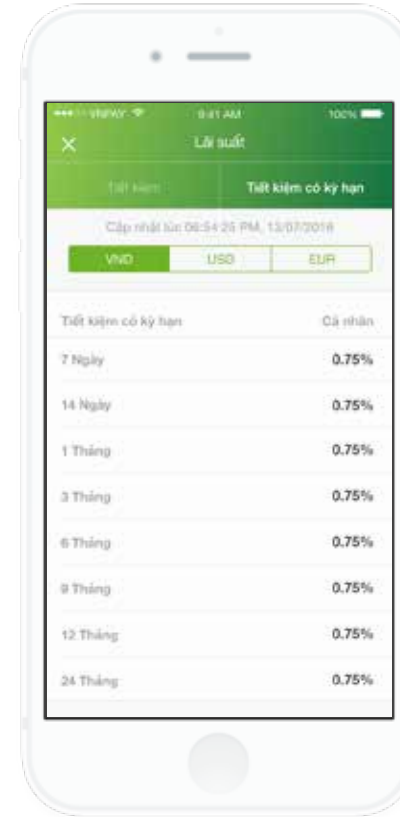 9:41 AM 100%
Lãi suất
Tiết kiệm Tiết kiệm có kỳ hạn
Cập nhật lúc 06:54:25 PM, 13/07/2016
VND USD EUR
Tiết kiệm có kỳ hạn Cá nhân
7 Ngày 0.75%
14 Ngày 0.75%
1 Tháng 0.75%
3 Tháng 0.75%
6 Tháng 0.75%
9 Tháng 0.75%
12 Tháng 0.75%
24 Tháng 0.75%